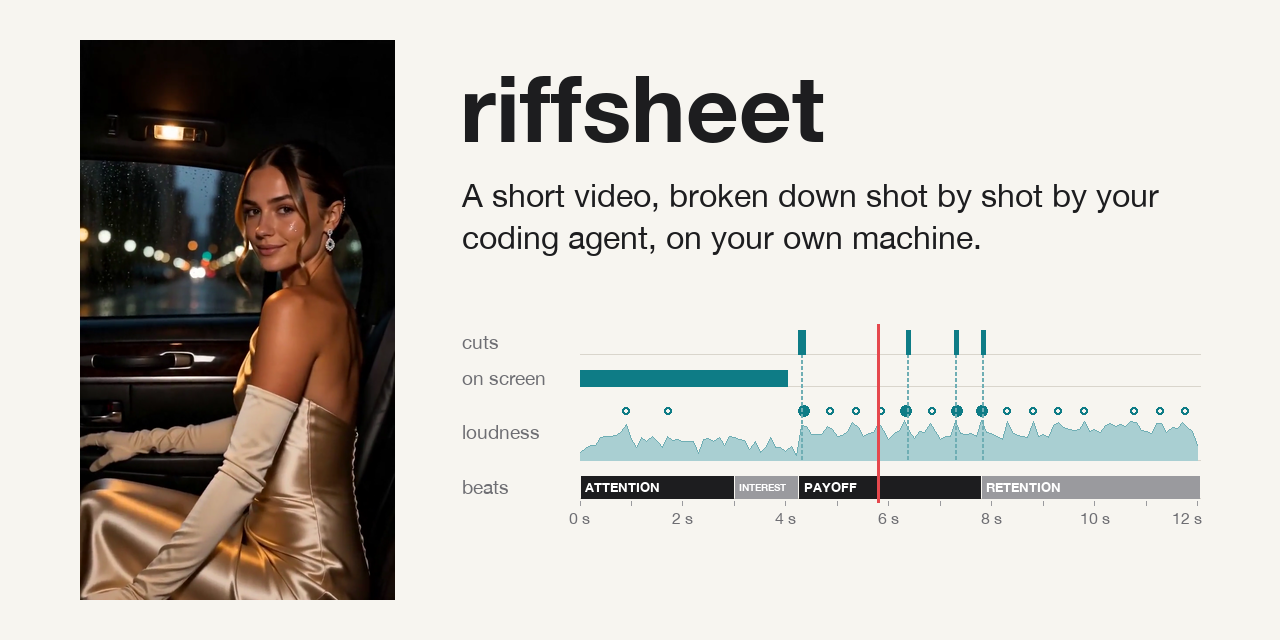 riffsheet
A short video, broken down shot by shot by your
coding agent, on your own machine.
cuts
on screen
loudness
beats
ATTENTION INTEREST PAYOFF RETENTION
0 s 2 s 4 s 6 s 8 s 10 s 12 s